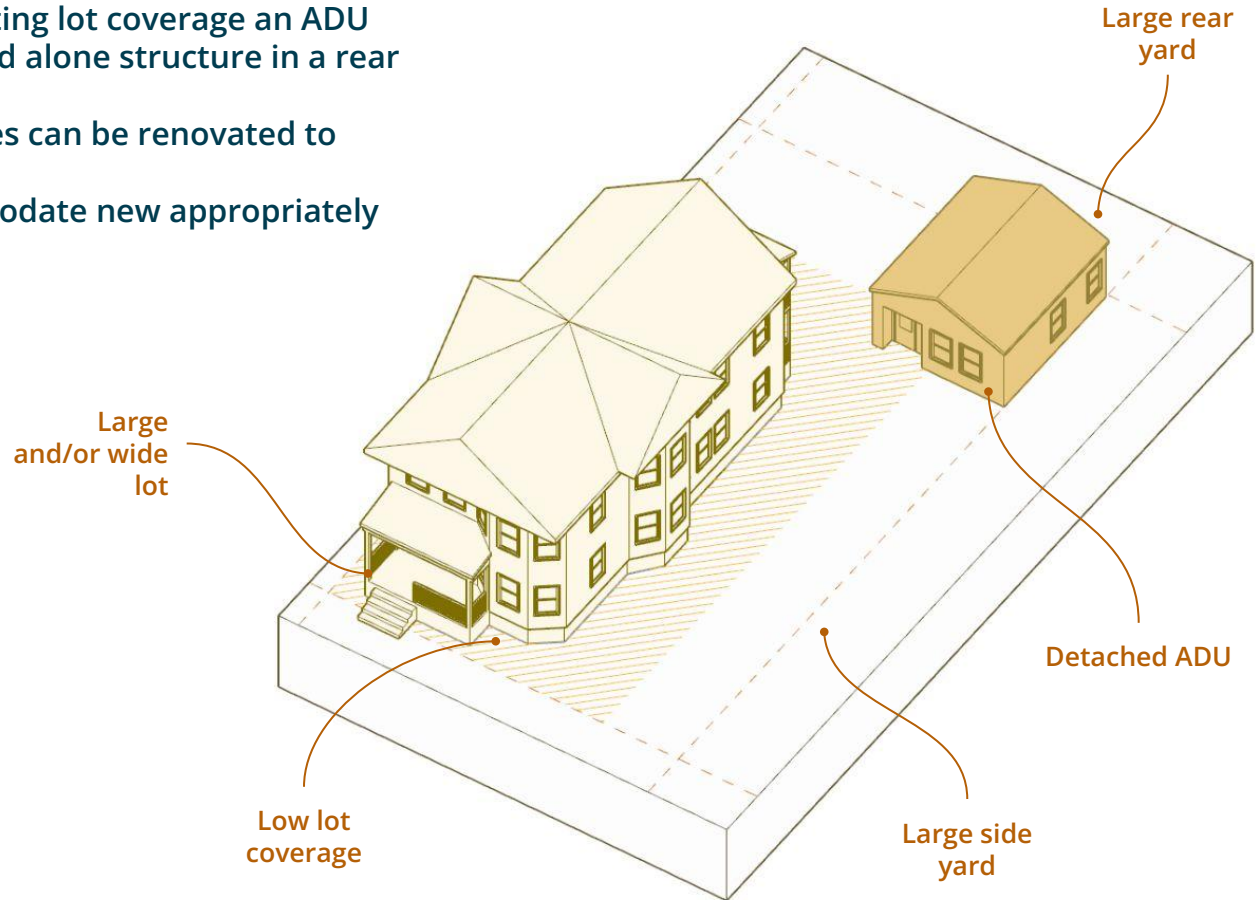 ting lot coverage an ADU
d alone structure in a rear
es can be renovated to
odate new appropriately
Large rear
yard
Large
and/or wide
lot
Detached ADU
Low lot
coverage
Large side
yard